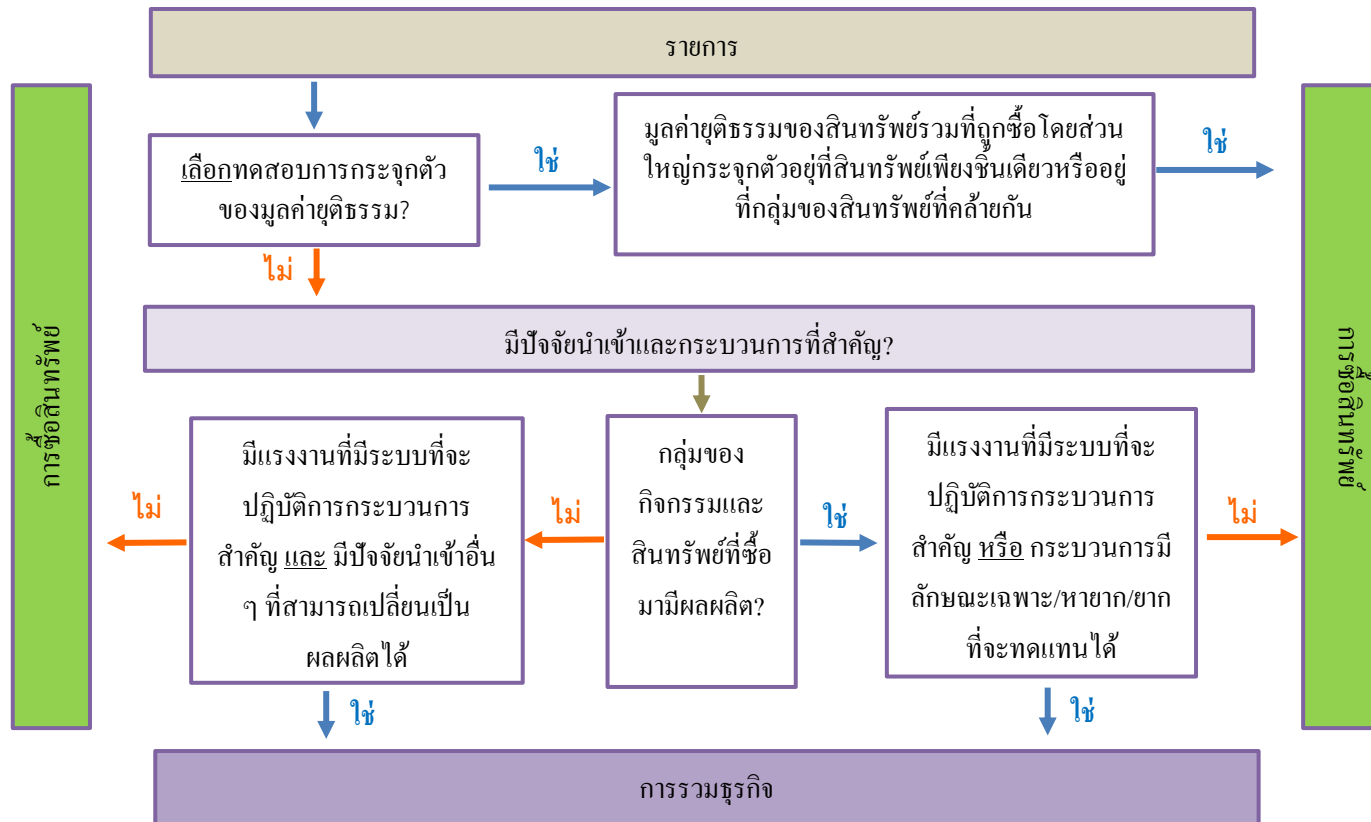 รายการ
เลือกทดสอบการกระจุกตัว
ของมูลค่ายุติธรรม?
ใช่
มูลค่ายุติธรรมของสินทรัพย์รวมที่ถูกซื้อโดยส่วน
ใหญ่กระจุกตัวอยู่ที่สินทรัพย์เพียงชิ้นเดียวหรืออยู่
ที่กลุ่มของสินทรัพย์ที่คล้ายกัน
ใช่
ไม่
การซื้อสินทรัพย์
การซื้อสินทรัพย์
มีปัจจัยนำเข้าและกระบวนการที่สำคัญ?
ไม่
มีแรงงานที่มีระบบที่จะ
ปฏิบัติการกระบวนการ
สำคัญ และ มีปัจจัยนำเข้าอื่น
ๆ ที่สามารถเปลี่ยนเป็น
ผลผลิตได้
ไม่
กลุ่มของ
กิจกรรมและ
สินทรัพย์ที่ซื้อ
มามีผลผลิต?
ใช่
มีแรงงานที่มีระบบที่จะ
ปฏิบัติการกระบวนการ
สำคัญ หรือ กระบวนการมี
ลักษณะเฉพาะ/หายาก/ยาก
ที่จะทดแทนได้
ไม่
ใช่
ใช่
การรวมธุรกิจ